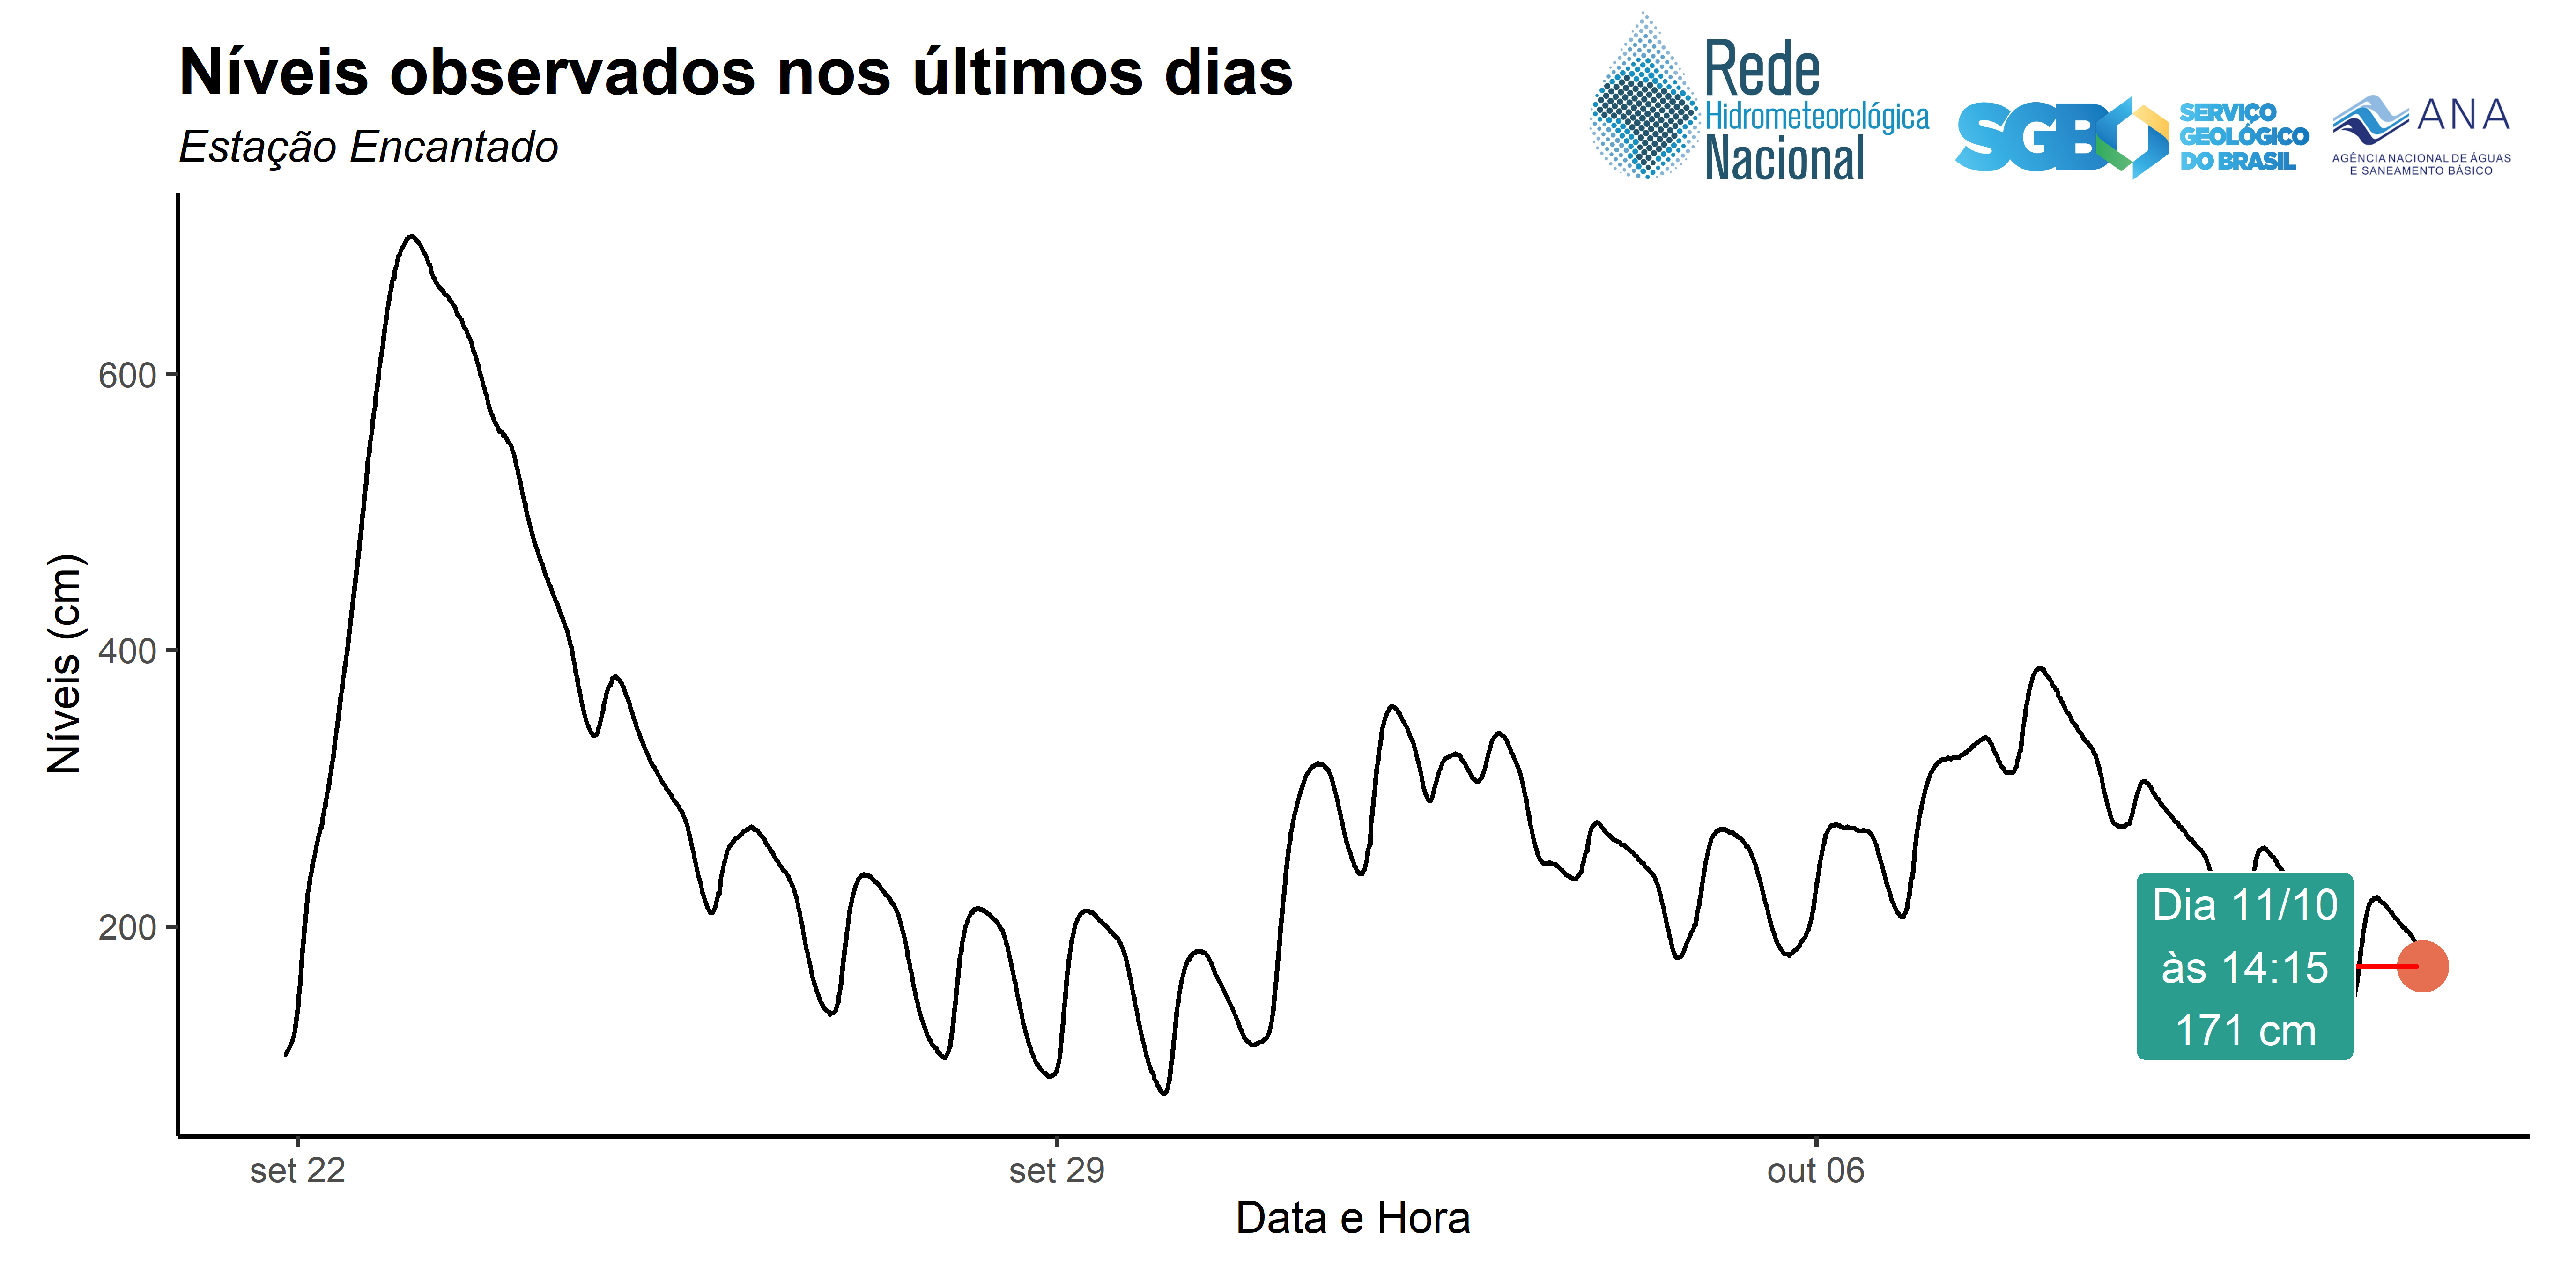 Níveis observados nos últimos dias
Estação Encantado
Rede
Hidrometeorológica
Nacional
SGB
SERVIÇO
GEOLÓGICO
DO BRASIL
ANA
AGÊNCIA NACIONAL DE ÁGUAS
E SANEAMENTO BÁSICO
Níveis (cm)
600
400
200
Dia 11/10
às 14:15
171 cm
set 22
set 29
out 06
Data e Hora